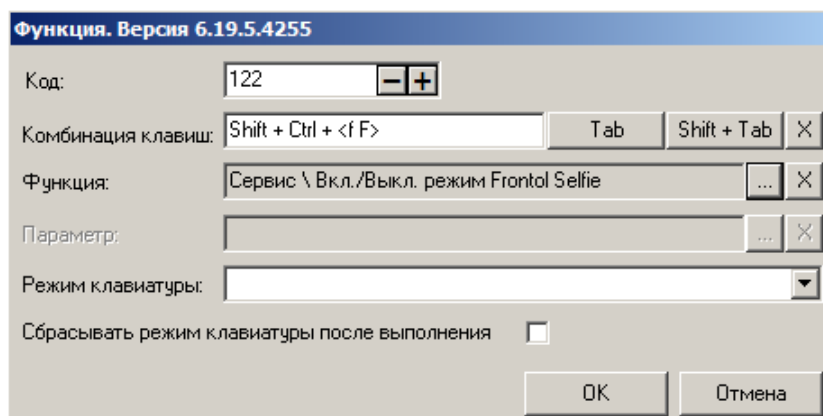 Функция. Версия 6.19.5.4255
Код: 122 − +
Комбинация клавиш: Shift + Ctrl + <f F> Tab Shift + Tab X
Функция: Сервис \ Вкл./Выкл. режим Frontol Selfie ... X
Параметр: ... X
Режим клавиатуры:
Сбрасывать режим клавиатуры после выполнения
OK Отмена